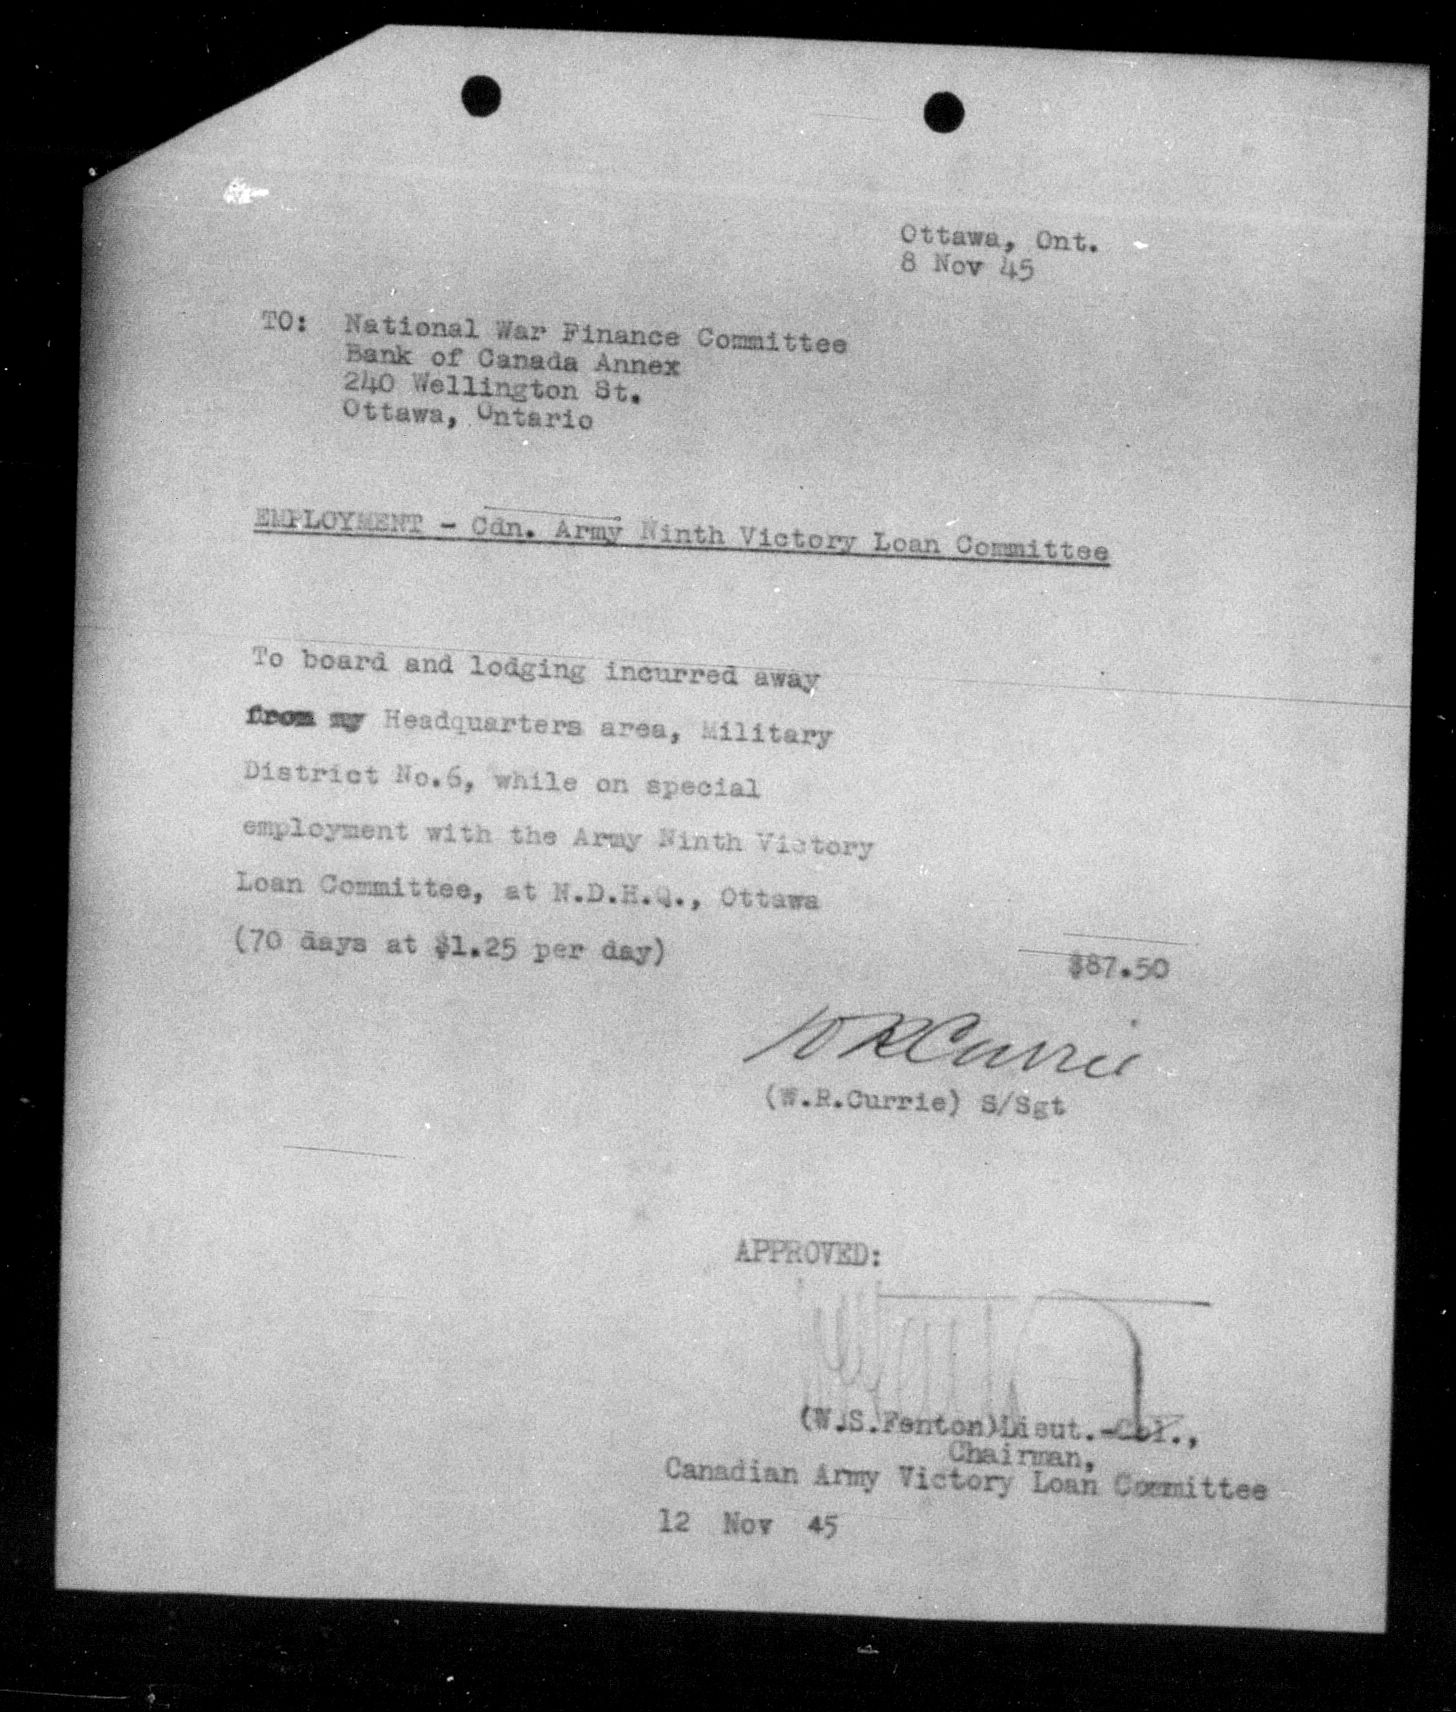 Ottawa, Ont.
8 Nov 45
TO: National War Finance Committee
Bank of Canada Annex
240 Wellington St.
Ottawa, Ontario
EMPLOYMENT - Cdn. Army Ninth Victory Loan Committee
To board and lodging incurred away
from my Headquarters area, Military
District No.6, while on special
employment with the Army Ninth Victory
Loan Committee, at N.D.H.Q., Ottawa
(70 days at $1.25 per day) $87.50
W R Currie
(W.R.Currie) S/Sgt
APPROVED:
(W.S.Fenton)Lieut.-Col.,
Chairman,
Canadian Army Victory Loan Committee
12 Nov 45